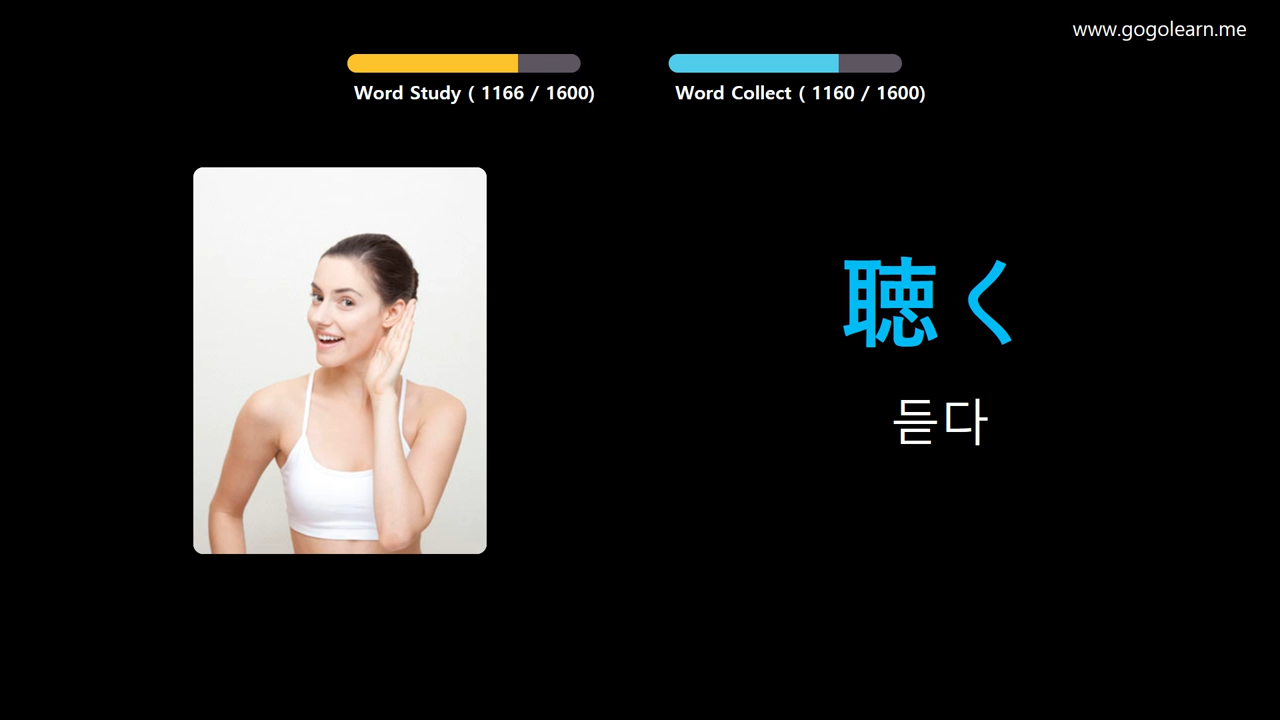 www.gogolearn.me
Word Study ( 1166 / 1600)
Word Collect ( 1160 / 1600)
聴く
듣다